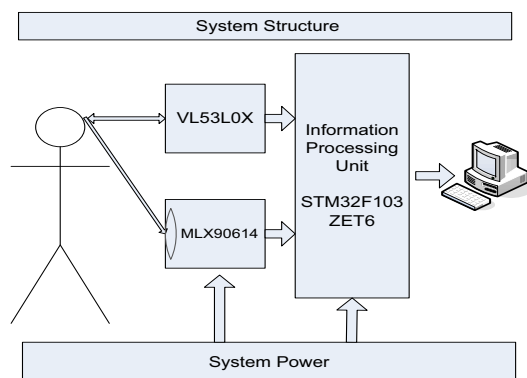 System Structure
VL53L0X
Information
Processing
Unit
STM32F103
ZET6
MLX90614
System Power